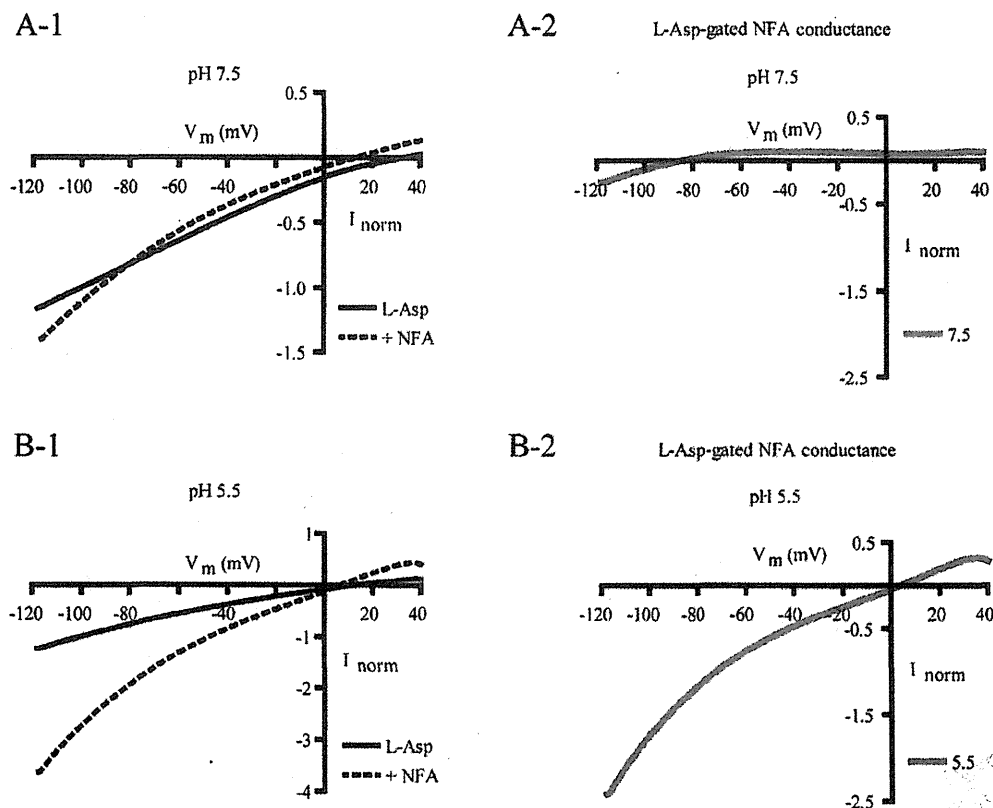 A-1
pH 7.5
0.5
V m (mV)
-120 -100 -80 -60 -40 -20 20 40
-0.5
I norm
-1.0
L-Asp
+ NFA
-1.5
A-2
L-Asp-gated NFA conductance
pH 7.5
0.5
V m (mV)
-120 -100 -80 -60 -40 -20 20 40
-0.5
I norm
-1.5
7.5
-2.5
B-1
pH 5.5
1
V m (mV)
-120 -100 -80 -40 20 40
-1
I norm
-2
-3
L-Asp
+ NFA
-4
B-2
L-Asp-gated NFA conductance
pH 5.5
0.5
V m (mV)
-120 -100 -80 -60 -40 -20 20 40
-0.5
I norm
-1.5
5.5
-2.5